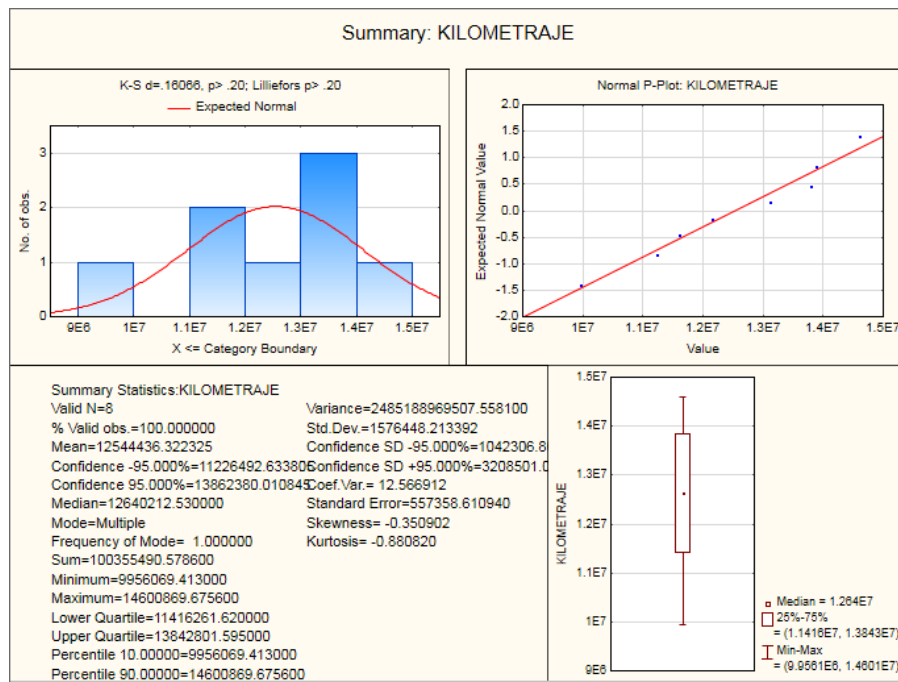 Summary: KILOMETRAJE
K-S d=.16066, p> .20; Lilliefors p> .20
Expected Normal
No. of obs.
3
2
1
0
9E6 1E7 1.1E7 1.2E7 1.3E7 1.4E7 1.5E7
X <= Category Boundary
Normal P-Plot: KILOMETRAJE
Expected Normal Value
2.0
1.5
1.0
0.5
0.0
-0.5
-1.0
-1.5
-2.0
9E6 1E7 1.1E7 1.2E7 1.3E7 1.4E7 1.5E7
Value
Summary Statistics:KILOMETRAJE
Valid N=8
% Valid obs.=100.000000
Mean=12544436.322325
Confidence -95.000%=11226492.633805
Confidence 95.000%=13862380.010845
Median=12640212.530000
Mode=Multiple
Frequency of Mode= 1.000000
Sum=100355490.578600
Minimum=9956069.413000
Maximum=14600869.675600
Lower Quartile=11416261.620000
Upper Quartile=13842801.595000
Percentile 10.00000=9956069.413000
Percentile 90.00000=14600869.675600
Variance=2485188969507.558100
Std.Dev.=1576448.213392
Confidence SD -95.000%=1042306.8
Confidence SD +95.000%=3208501.0
Coef.Var.= 12.566912
Standard Error=557358.610940
Skewness= -0.350902
Kurtosis= -0.880820
KILOMETRAJE
1.5E7
1.4E7
1.3E7
1.2E7
1.1E7
1E7
9E6
Median = 1.264E7
25%-75%
= (1.1416E7, 1.3843E7)
Min-Max
= (9.9561E6, 1.4601E7)